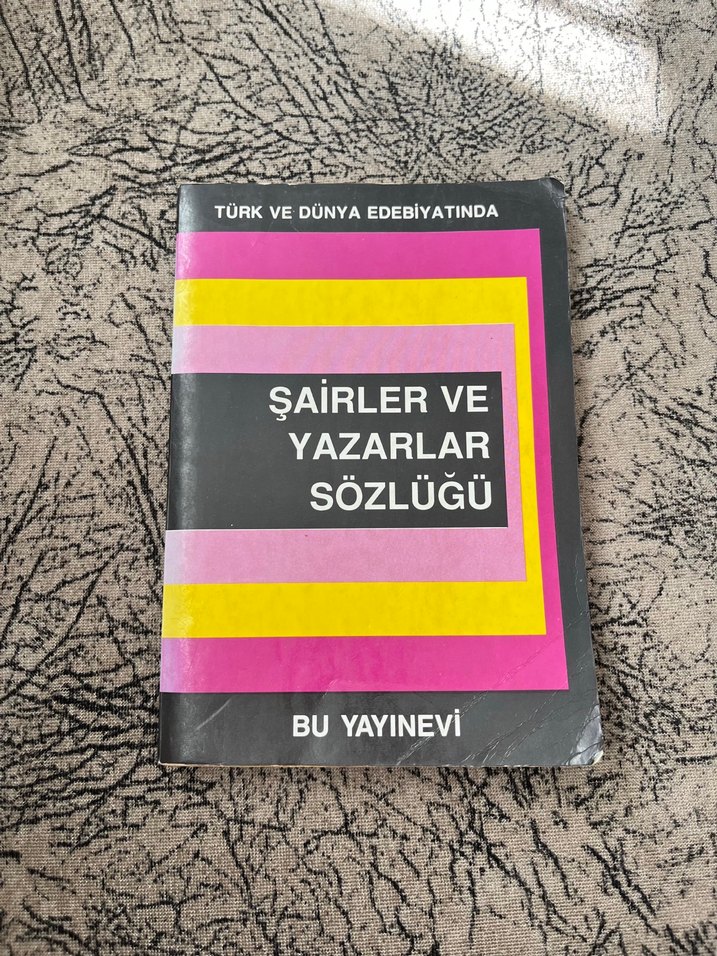 TÜRK VE DÜNYA EDEBİYATINDA
ŞAİRLER VE
YAZARLAR
SÖZLÜĞÜ
BU YAYINEVİ